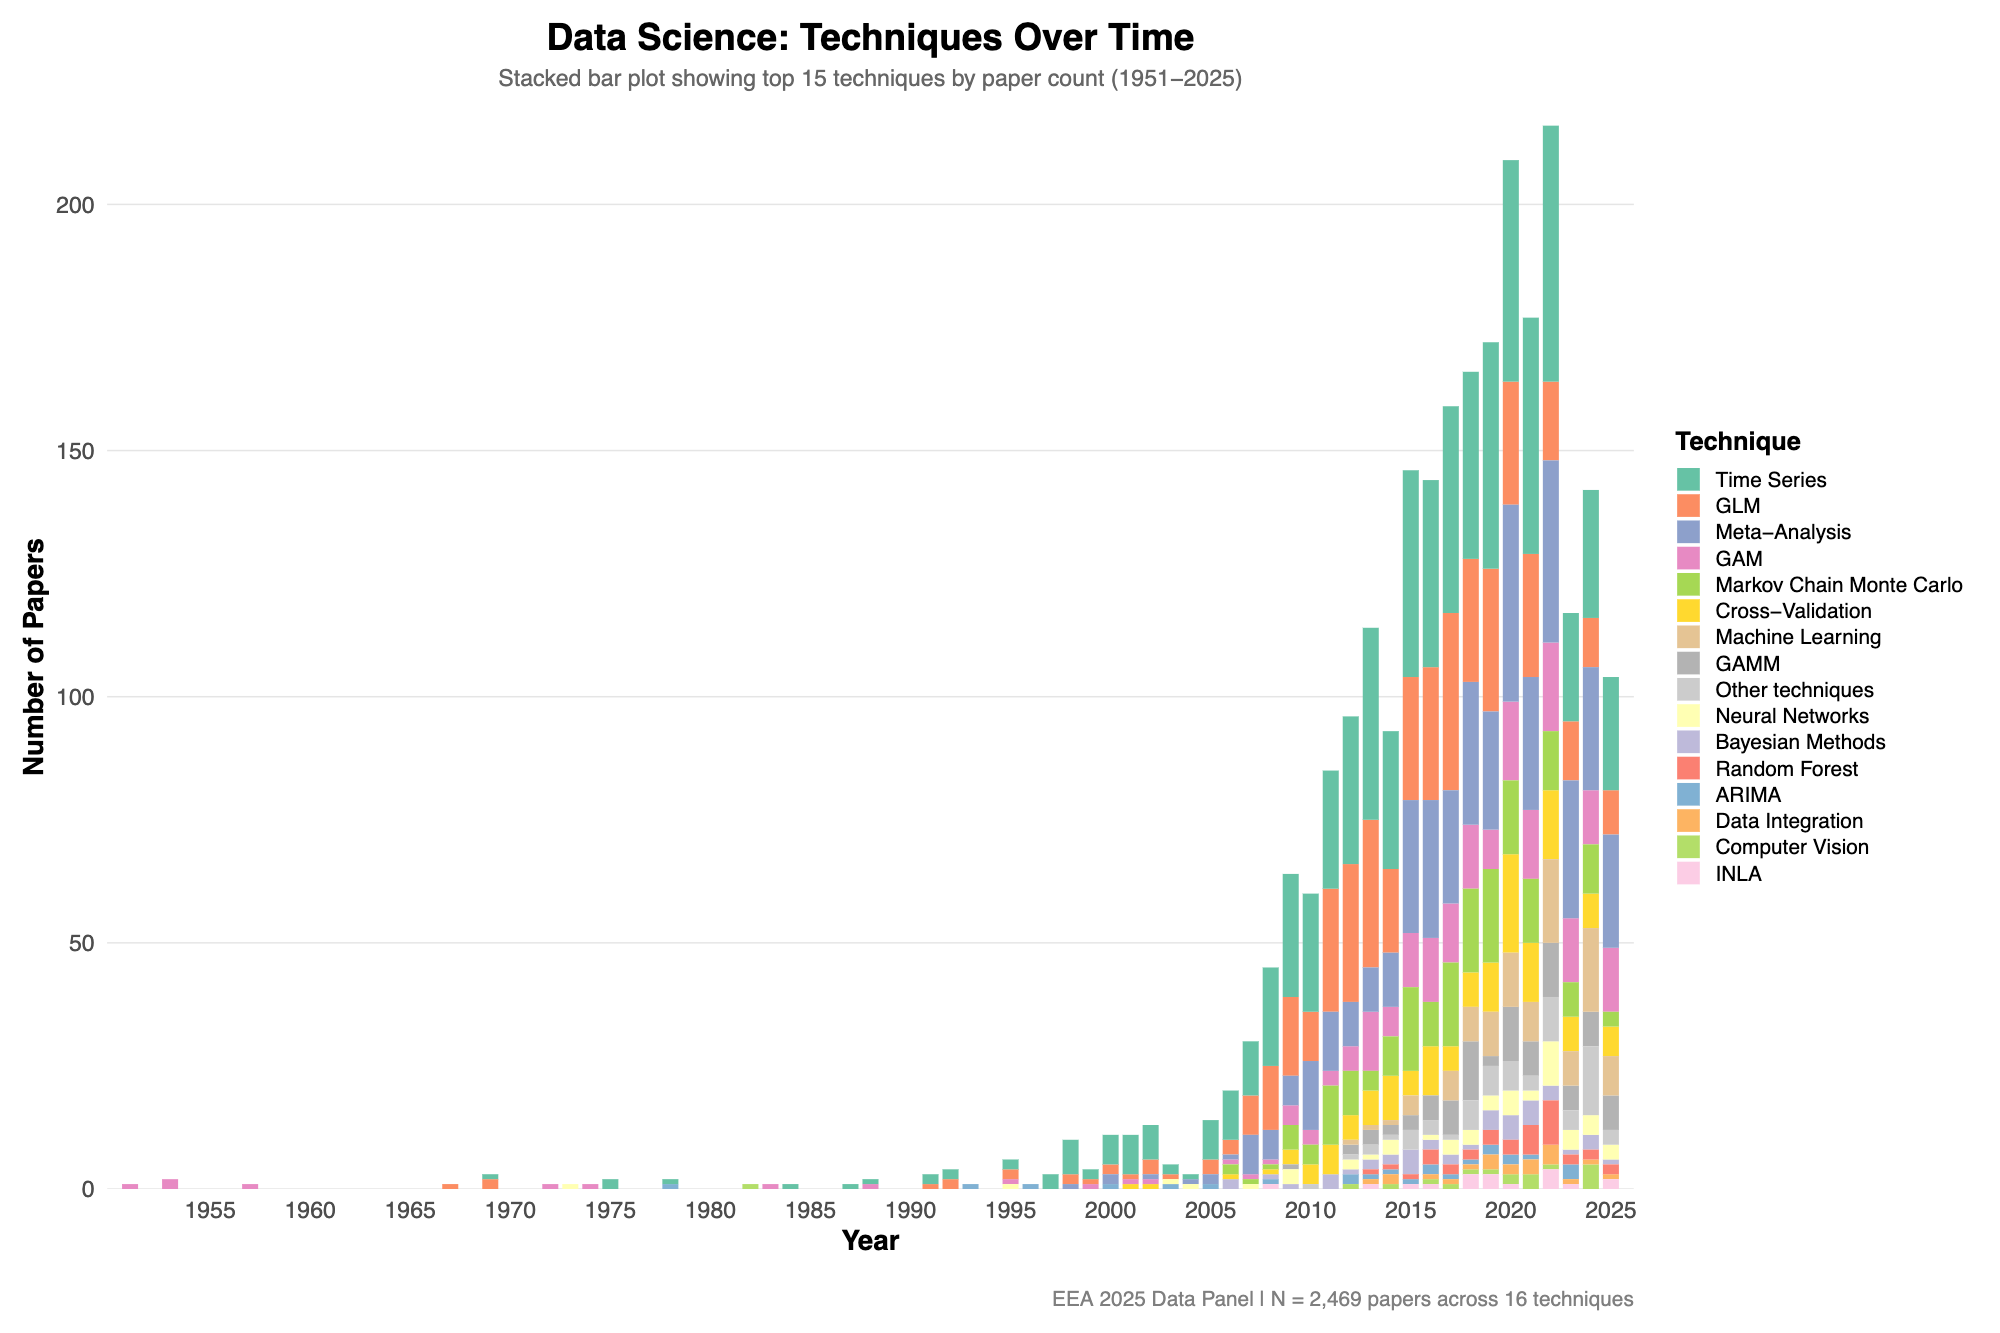 Data Science: Techniques Over Time
Stacked bar plot showing top 15 techniques by paper count (1951–2025)
Number of Papers
200
150
100
50
0
1955 1960 1965 1970 1975 1980 1985 1990 1995 2000 2005 2010 2015 2020 2025
Year
Technique
Time Series
GLM
Meta–Analysis
GAM
Markov Chain Monte Carlo
Cross–Validation
Machine Learning
GAMM
Other techniques
Neural Networks
Bayesian Methods
Random Forest
ARIMA
Data Integration
Computer Vision
INLA
EEA 2025 Data Panel | N = 2,469 papers across 16 techniques